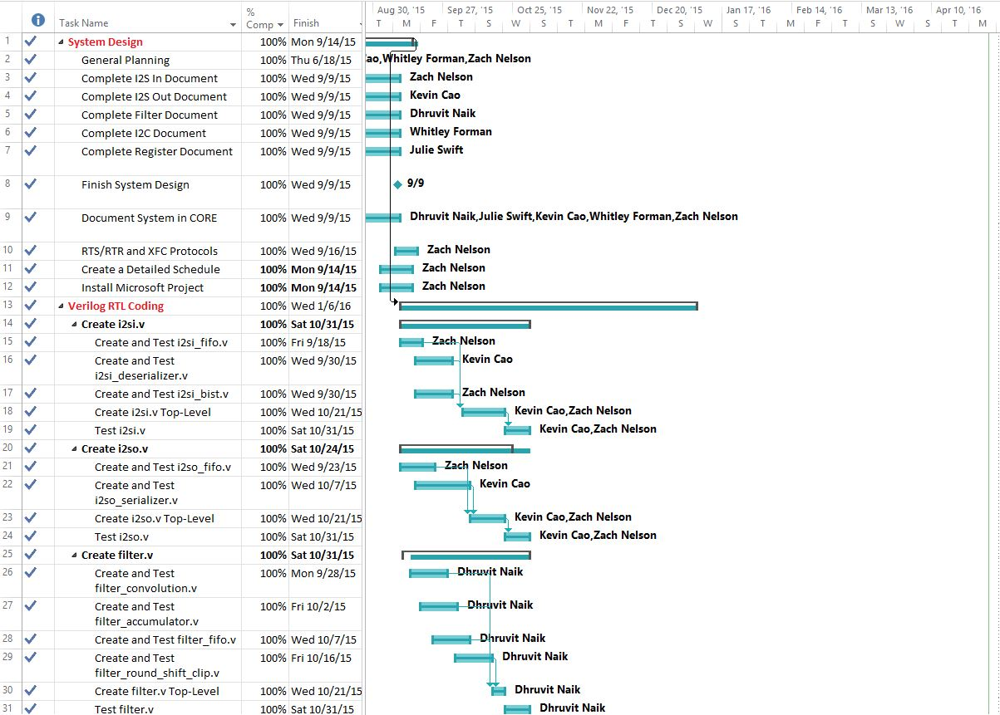 %
Aug 30, '15 Sep 27, '15 Oct 25, '15 Nov 22, '15 Dec 20, '15 Jan 17, '16 Feb 14, '16 Mar 13, '16 Apr 10, '16
Task Name Comp Finish T M F T S W S T M F T S W S T M F T S W S T M
1 System Design 100% Mon 9/14/15
2 General Planning 100% Thu 6/18/15 ao,Whitley Forman,Zach Nelson
3 Complete I2S In Document 100% Wed 9/9/15 Zach Nelson
4 Complete I2S Out Document 100% Wed 9/9/15 Kevin Cao
5 Complete Filter Document 100% Wed 9/9/15 Dhruvit Naik
6 Complete I2C Document 100% Wed 9/9/15 Whitley Forman
7 Complete Register Document 100% Wed 9/9/15 Julie Swift
8 Finish System Design 100% Wed 9/9/15 9/9
9 Document System in CORE 100% Wed 9/9/15 Dhruvit Naik,Julie Swift,Kevin Cao,Whitley Forman,Zach Nelson
10 RTS/RTR and XFC Protocols 100% Wed 9/16/15 Zach Nelson
11 Create a Detailed Schedule 100% Mon 9/14/15 Zach Nelson
12 Install Microsoft Project 100% Mon 9/14/15 Zach Nelson
13 Verilog RTL Coding 100% Wed 1/6/16
14 Create i2si.v 100% Sat 10/31/15
15 Create and Test i2si_fifo.v 100% Fri 9/18/15 Zach Nelson
16 Create and Test 100% Wed 9/30/15 Kevin Cao
i2si_deserializer.v
17 Create and Test i2si_bist.v 100% Wed 9/30/15 Zach Nelson
18 Create i2si.v Top-Level 100% Wed 10/21/15 Kevin Cao,Zach Nelson
19 Test i2si.v 100% Sat 10/31/15 Kevin Cao,Zach Nelson
20 Create i2so.v 100% Sat 10/24/15
21 Create and Test i2so_fifo.v 100% Wed 9/23/15 Zach Nelson
22 Create and Test 100% Wed 10/7/15 Kevin Cao
i2so_serializer.v
23 Create i2so.v Top-Level 100% Wed 10/21/15 Kevin Cao,Zach Nelson
24 Test i2so.v 100% Sat 10/31/15 Kevin Cao,Zach Nelson
25 Create filter.v 100% Sat 10/31/15
26 Create and Test 100% Mon 9/28/15 Dhruvit Naik
filter_convolution.v
27 Create and Test 100% Fri 10/2/15 Dhruvit Naik
filter_accumulator.v
28 Create and Test filter_fifo.v 100% Wed 10/7/15 Dhruvit Naik
29 Create and Test 100% Fri 10/16/15 Dhruvit Naik
filter_round_shift_clip.v
30 Create filter.v Top-Level 100% Wed 10/21/15 Dhruvit Naik
31 Test filter.v 100% Sat 10/31/15 Dhruvit Naik